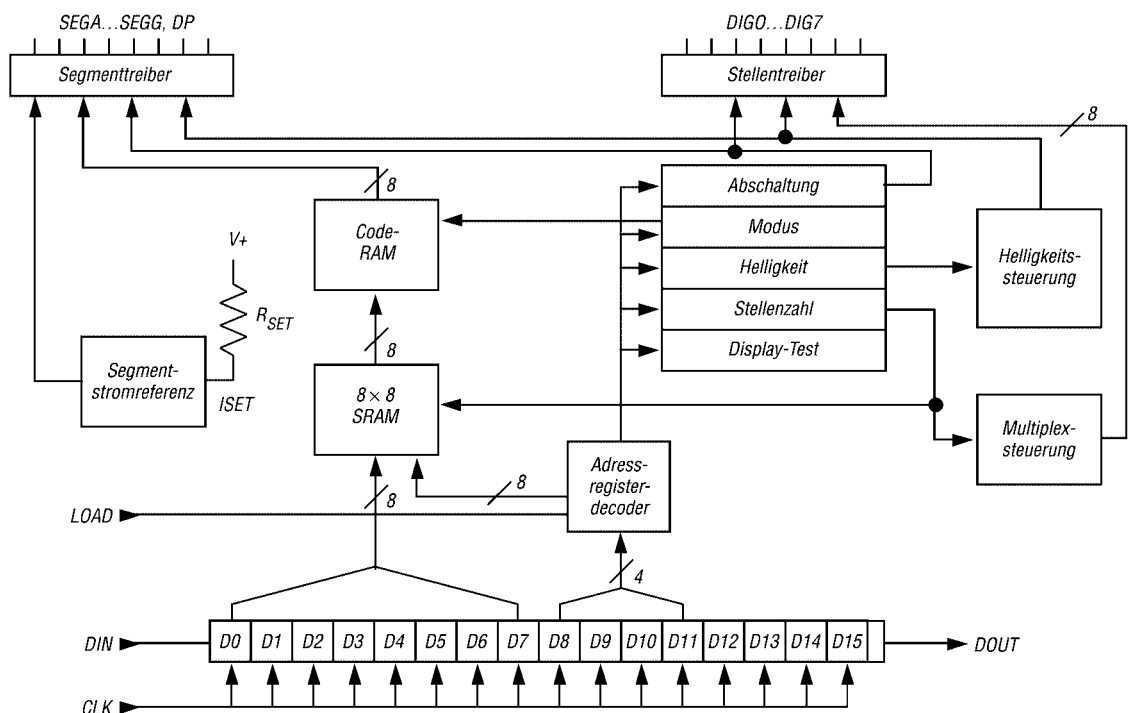 SEGA...SEGG, DP
DIG0...DIG7
Segmenttreiber
Stellentreiber
8
8
Abschaltung
Code-
RAM
Modus
Helligkeits-
steuerung
V+
Helligkeit
RSET
Stellenzahl
8
Display-Test
Segment-
stromreferenz
ISET
8 × 8
SRAM
Multiplex-
steuerung
Adress-
register-
decoder
8
8
LOAD
4
DIN
D0 D1 D2 D3 D4 D5 D6 D7 D8 D9 D10 D11 D12 D13 D14 D15
DOUT
CLK